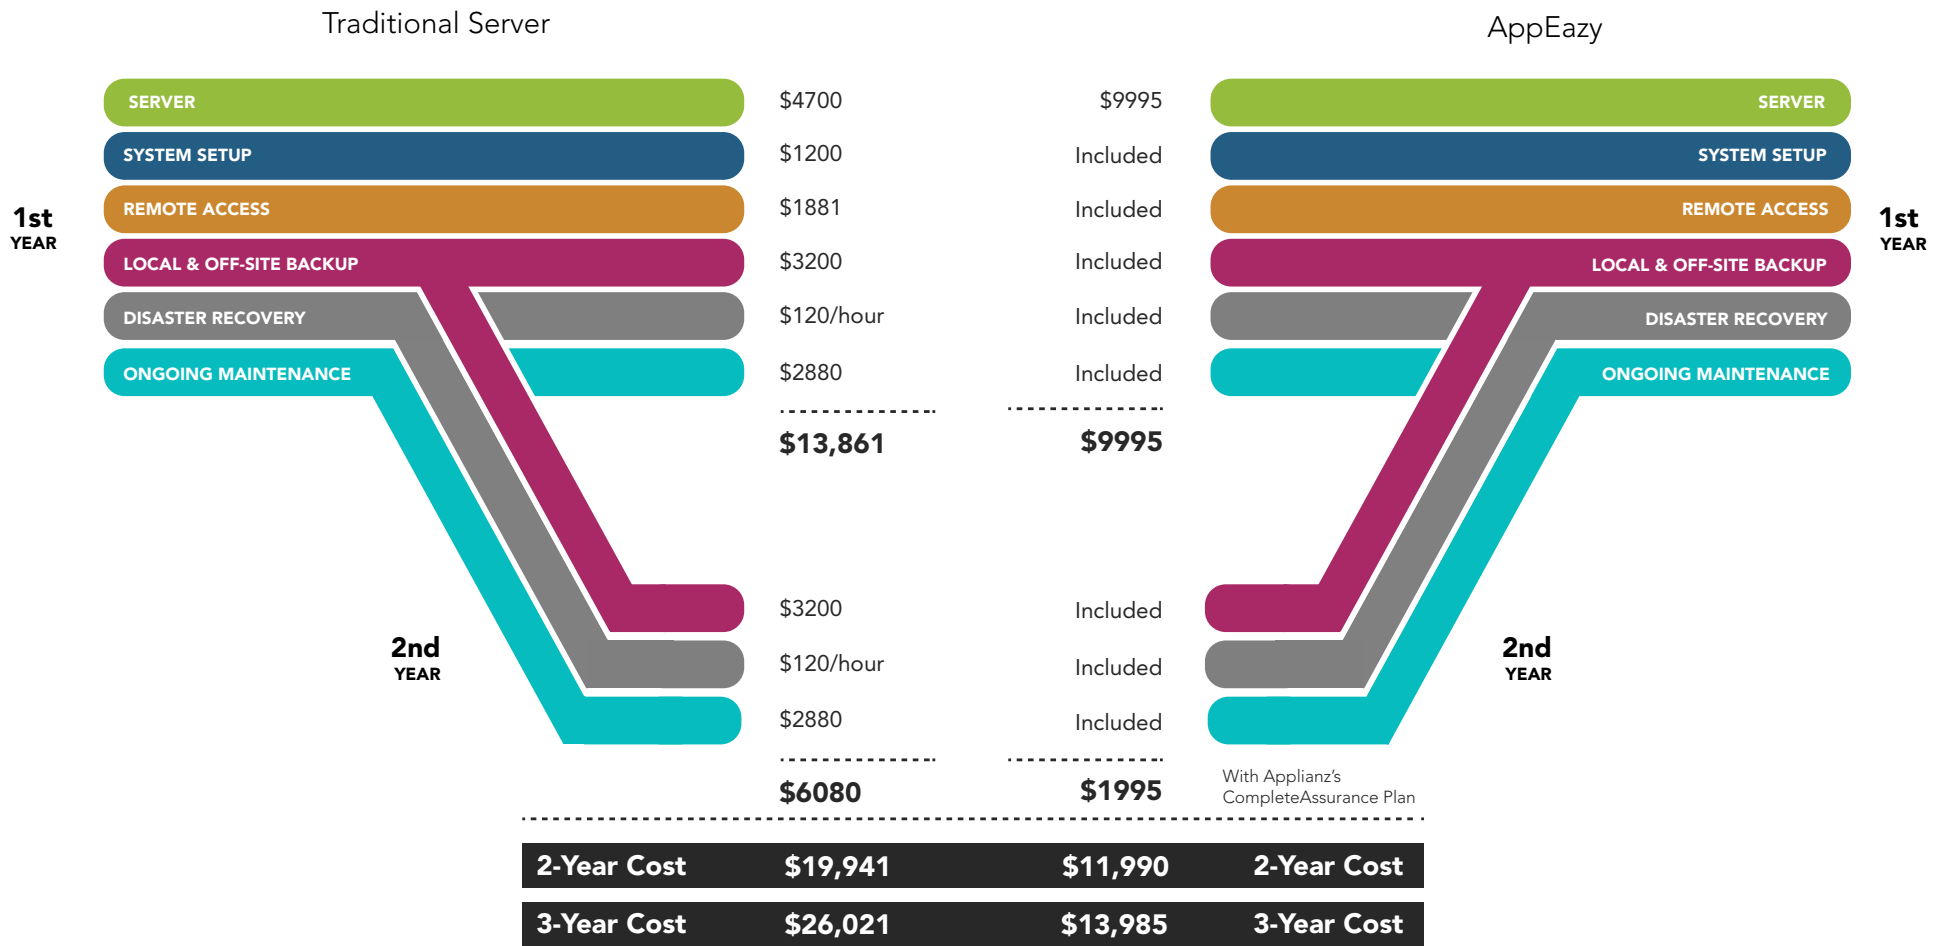 Traditional Server
AppEazy
SERVER $4700 $9995 SERVER
SYSTEM SETUP $1200 Included SYSTEM SETUP
REMOTE ACCESS $1881 Included REMOTE ACCESS
1st
YEAR
1st
YEAR
LOCAL & OFF-SITE BACKUP $3200 Included LOCAL & OFF-SITE BACKUP
DISASTER RECOVERY $120/hour Included DISASTER RECOVERY
ONGOING MAINTENANCE $2880 Included ONGOING MAINTENANCE
$13,861 $9995
$3200 Included
2nd
YEAR
$120/hour Included
2nd
YEAR
$2880 Included
$6080 $1995
With Applianz's
CompleteAssurance Plan
2-Year Cost $19,941 $11,990 2-Year Cost
3-Year Cost $26,021 $13,985 3-Year Cost